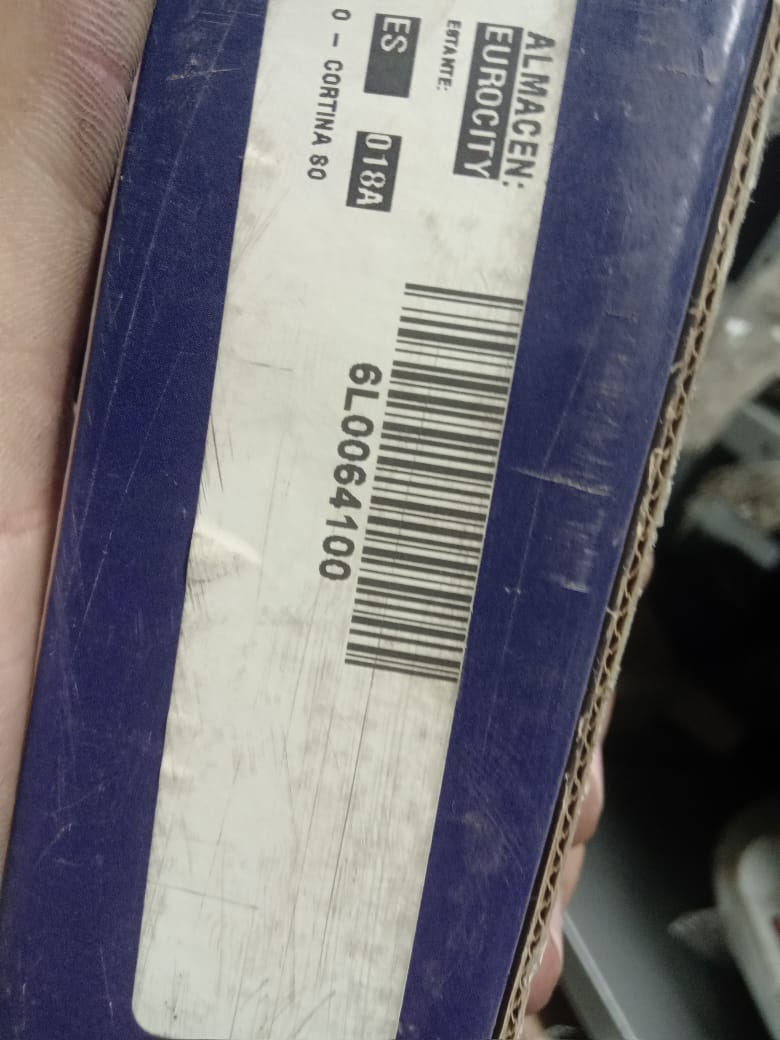 ALMACEN:
EUROCITY
ESTANTE:
ES 018A
0 - CORTINA 80
6L0064100